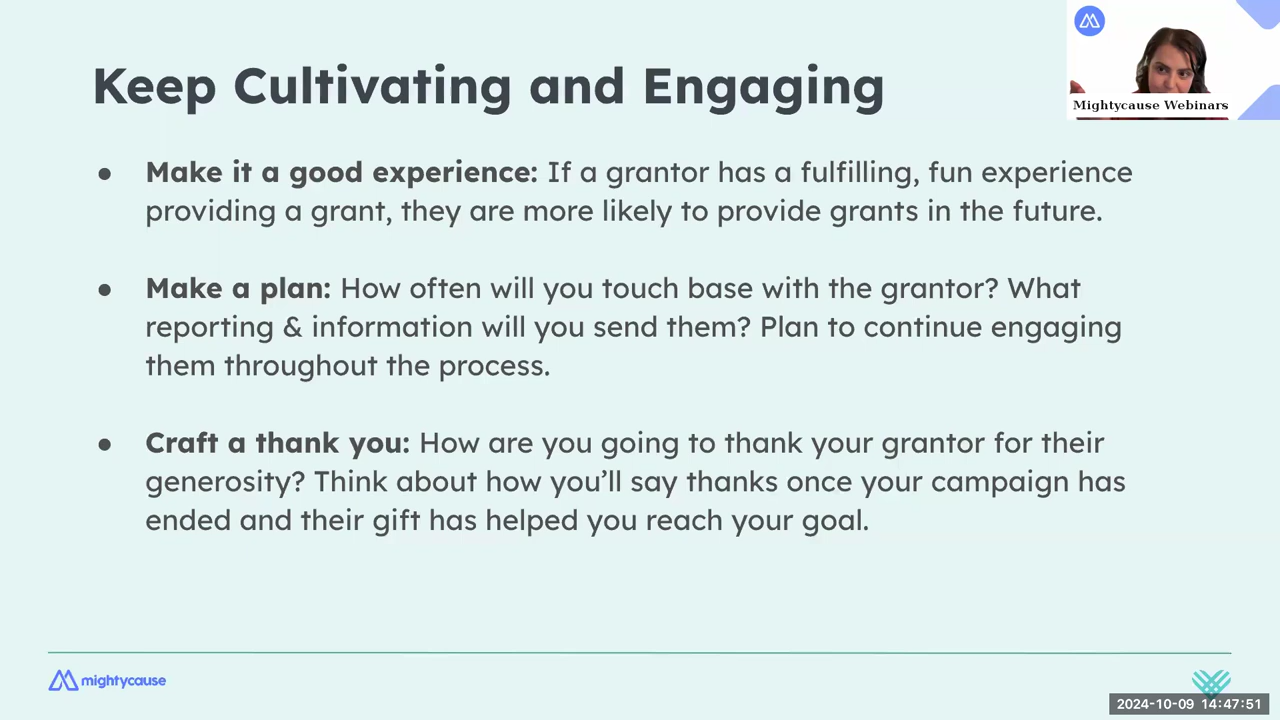 Keep Cultivating and Engaging
Mightycause Webinars
● Make it a good experience: If a grantor has a fulfilling, fun experience
providing a grant, they are more likely to provide grants in the future.
● Make a plan: How often will you touch base with the grantor? What
reporting & information will you send them? Plan to continue engaging
them throughout the process.
● Craft a thank you: How are you going to thank your grantor for their
generosity? Think about how you’ll say thanks once your campaign has
ended and their gift has helped you reach your goal.
mightycause
2024-10-09 14:47:51